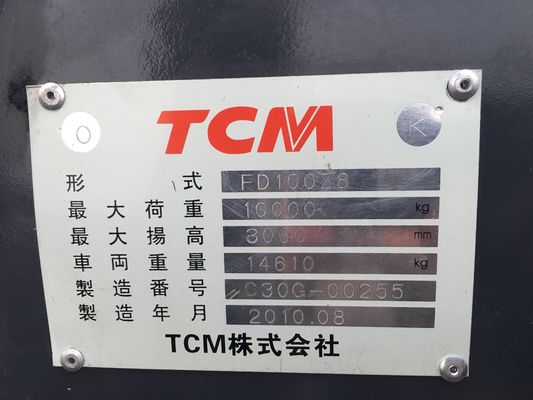 TCM
形式 FD100Z8
最大荷重 10000 kg
最大揚高 3000 mm
車両重量 14610 kg
製造番号 C30G-00255
製造年月 2010.08
TCM株式会社